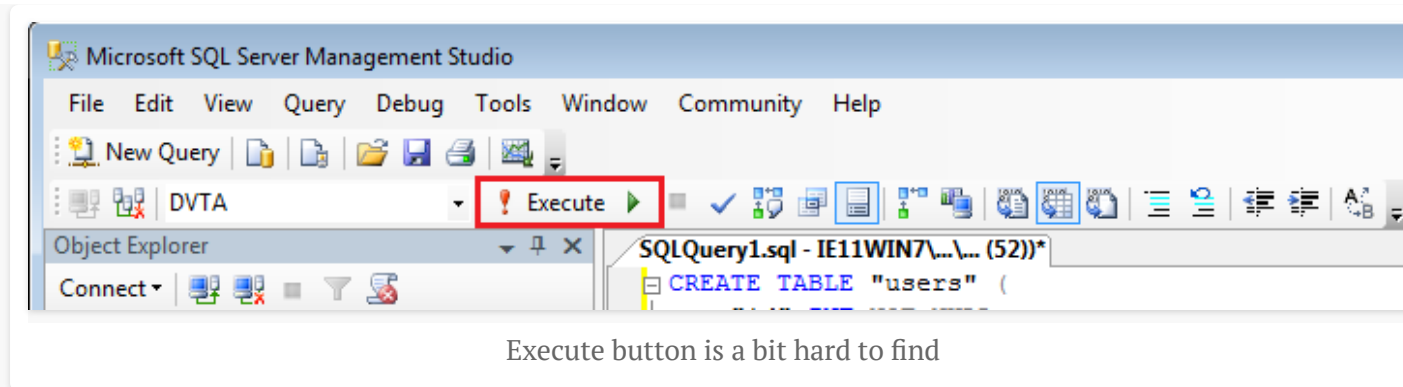 Microsoft SQL Server Management Studio
File Edit View Query Debug Tools Window Community Help
New Query
DVTA Execute
Object Explorer
SQLQuery1.sql - IE11WIN7\...\... (52))*
Connect
CREATE TABLE "users" (
Execute button is a bit hard to find